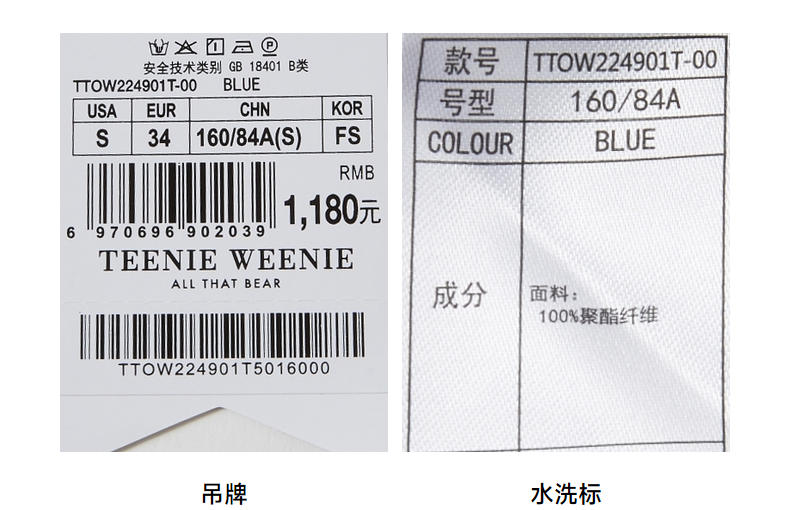 安全技术类别 GB 18401 B类
TTOW224901T-00 BLUE
USA EUR CHN KOR
S 34 160/84A(S) FS
RMB
1,180元
6 970696 902039
TEENIE WEENIE
ALL THAT BEAR
TTOW224901T5016000
吊牌
款号 TTOW224901T-00
号型 160/84A
COLOUR BLUE
成分 面料：
100%聚酯纤维
水洗标